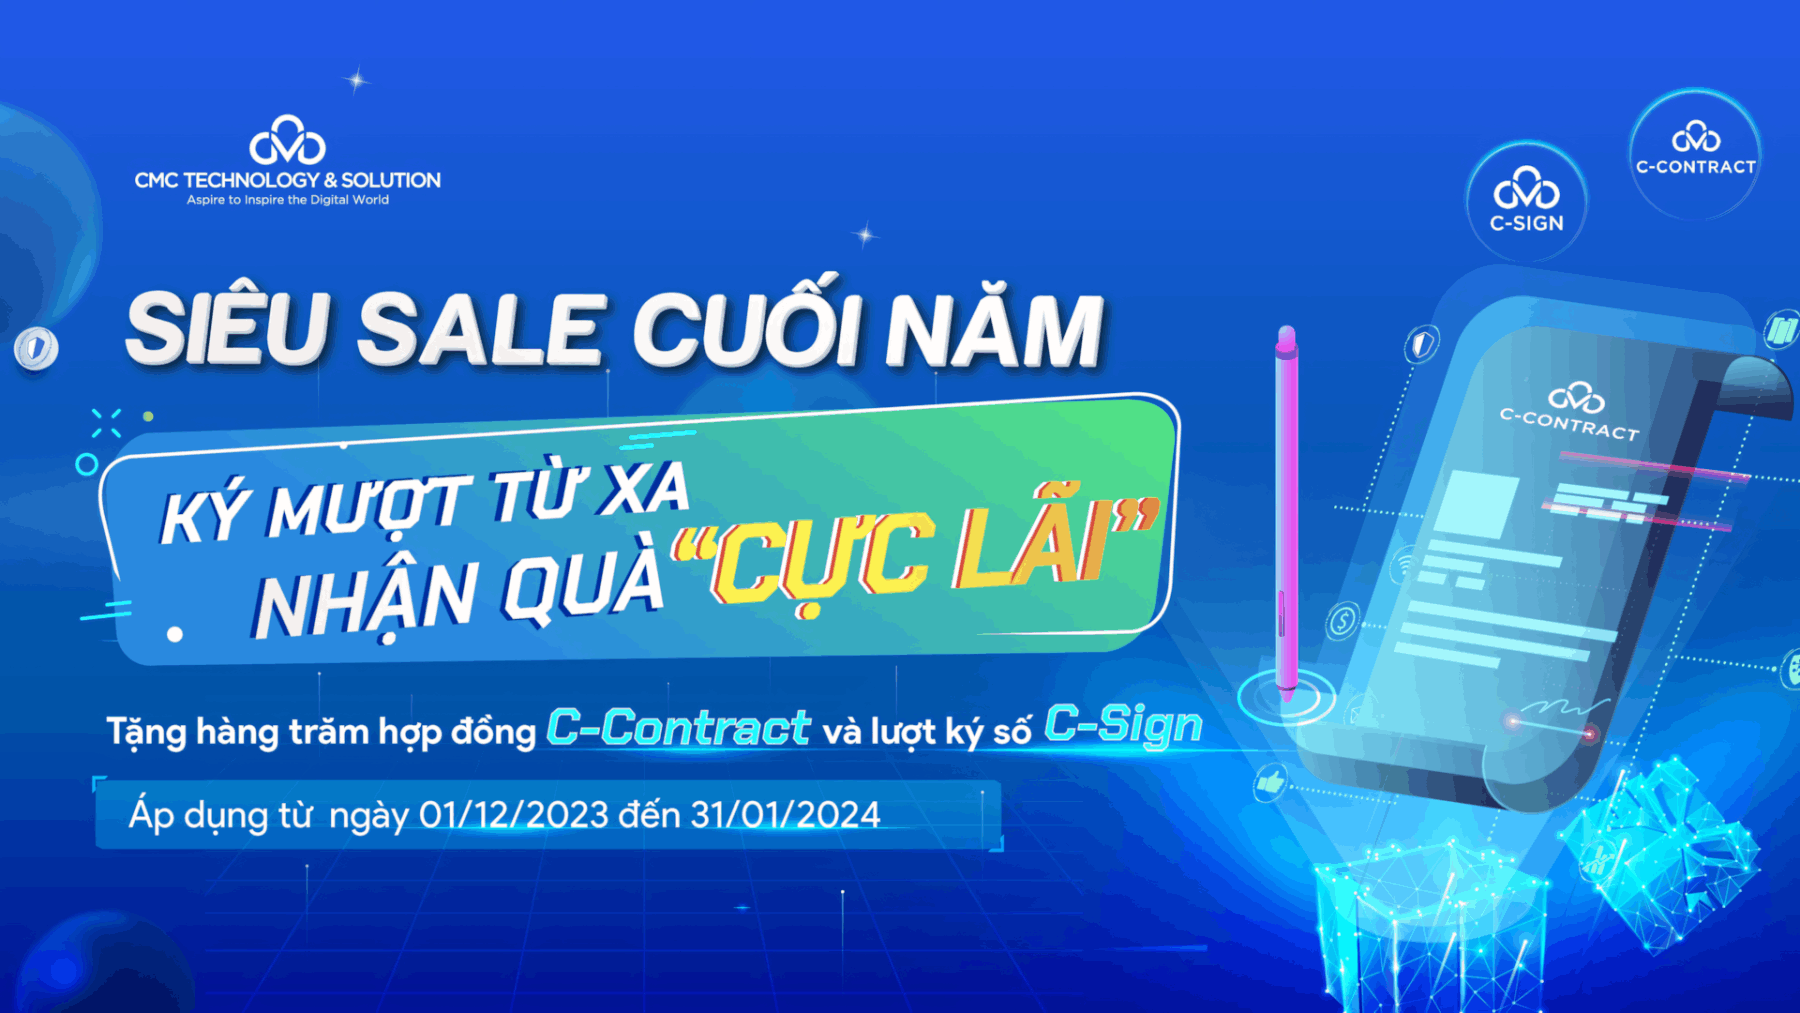 CMC TECHNOLOGY & SOLUTION
Aspire to Inspire the Digital World
C-SIGN
C-CONTRACT
SIÊU SALE CUỐI NĂM
KÝ MƯỢT TỪ XA
NHẬN QUÀ “CỰC LÃI”
Tặng hàng trăm hợp đồng C-Contract và lượt ký số C-Sign
Áp dụng từ ngày 01/12/2023 đến 31/01/2024
C-CONTRACT